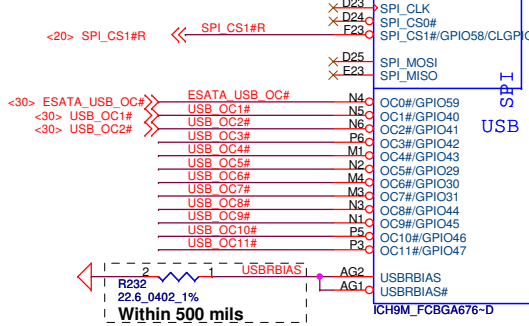 D23 SPI_CLK
D24 SPI_CS0#
<20> SPI_CS1#R SPI_CS1#R F23 SPI_CS1#/GPIO58/CLGPIO
D25 SPI_MOSI
E23 SPI_MISO
SPI
<30> ESATA_USB_OC# ESATA_USB_OC# N4 OC0#/GPIO59
<30> USB_OC1# USB_OC1# N5 OC1#/GPIO40
<30> USB_OC2# USB_OC2# N6 OC2#/GPIO41
USB
USB_OC3# P6 OC3#/GPIO42
USB_OC4# M1 OC4#/GPIO43
USB_OC5# N2 OC5#/GPIO29
USB_OC6# M4 OC6#/GPIO30
USB_OC7# M3 OC7#/GPIO31
USB_OC8# N3 OC8#/GPIO44
USB_OC9# N1 OC9#/GPIO45
USB_OC10# P5 OC10#/GPIO46
USB_OC11# P3 OC11#/GPIO47
2 1 USBRBIAS AG2 USBRBIAS
R232 AG1 USBRBIAS#
22.6_0402_1%
Within 500 mils
ICH9M_FCBGA676~D